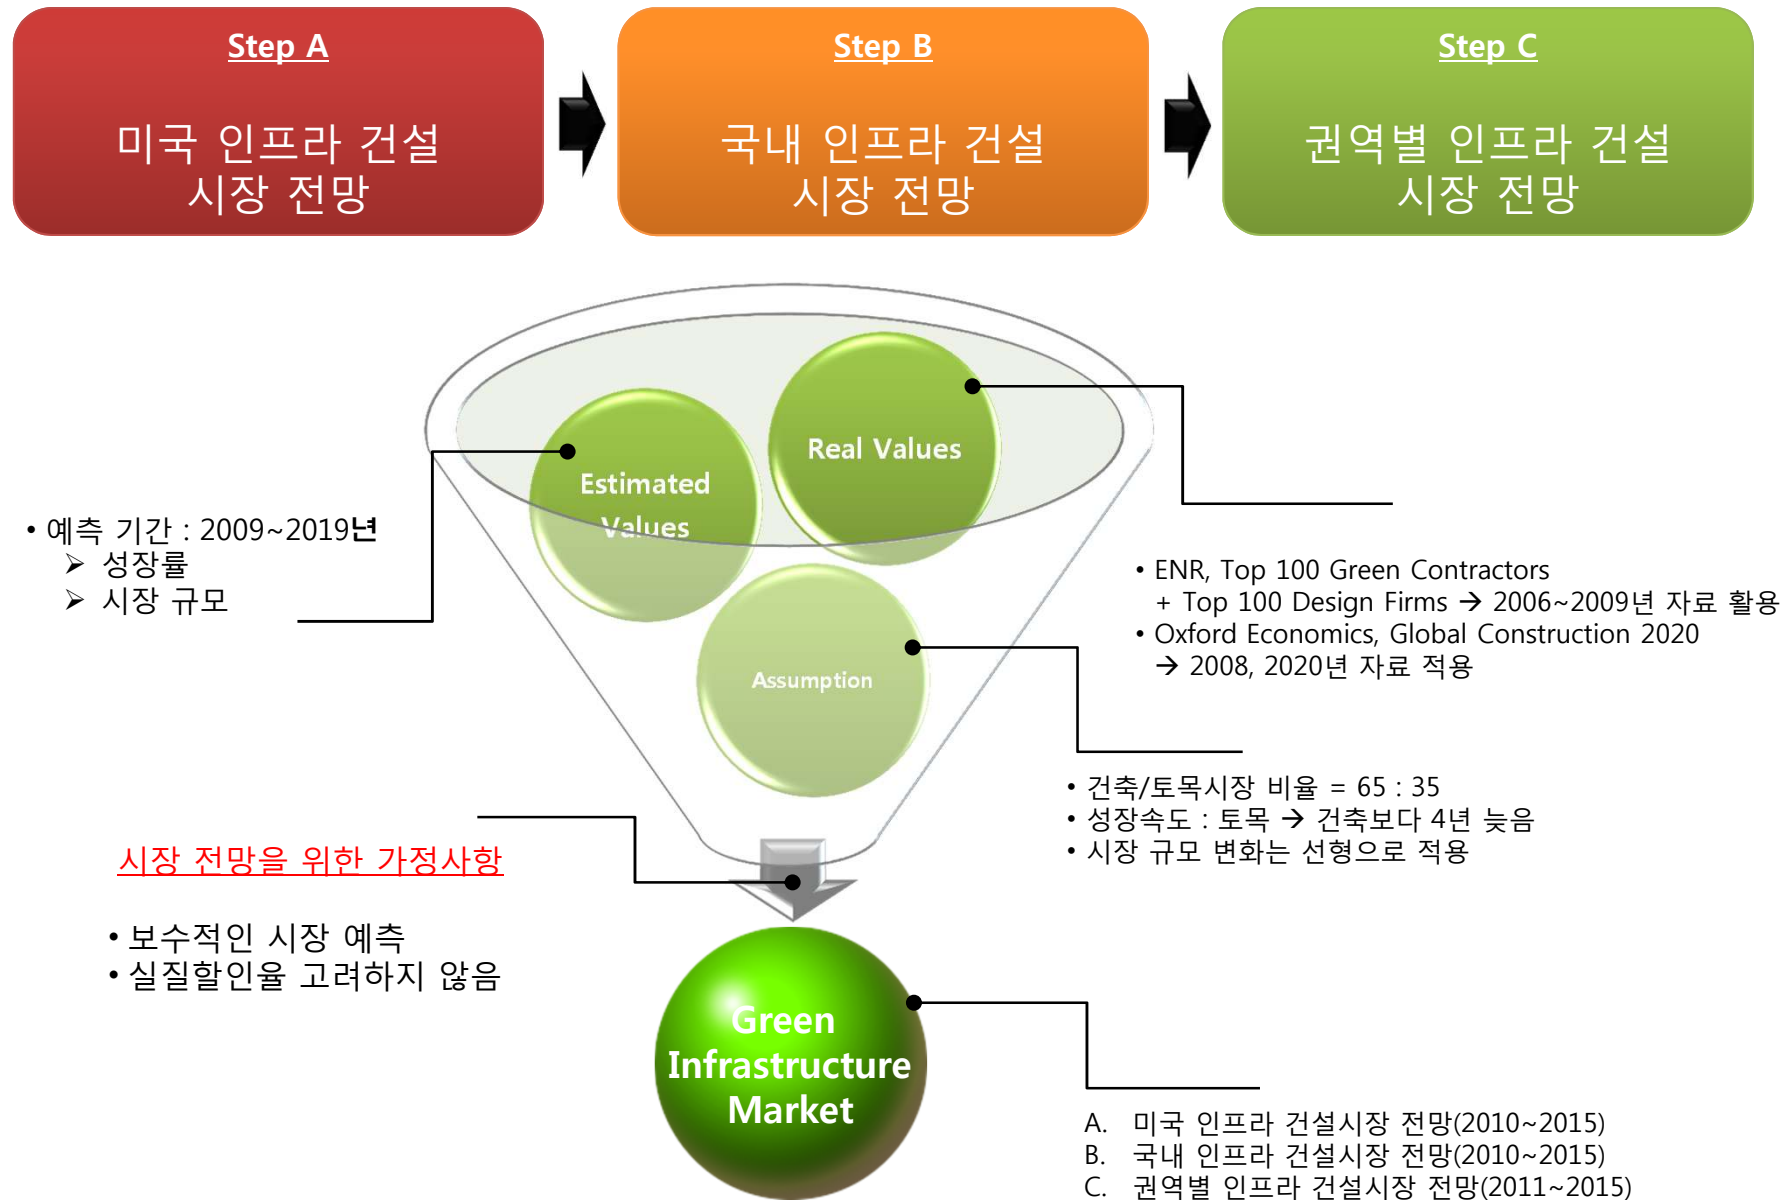 Step A
미국 인프라 건설
시장 전망
Step B
국내 인프라 건설
시장 전망
Step C
권역별 인프라 건설
시장 전망
Real Values
Estimated
Values
Assumption
• 예측 기간 : 2009~2019년
➢ 성장률
➢ 시장 규모
• ENR, Top 100 Green Contractors
+ Top 100 Design Firms → 2006~2009년 자료 활용
• Oxford Economics, Global Construction 2020
→ 2008, 2020년 자료 적용
• 건축/토목시장 비율 = 65 : 35
• 성장속도 : 토목 → 건축보다 4년 늦음
• 시장 규모 변화는 선형으로 적용
시장 전망을 위한 가정사항
• 보수적인 시장 예측
• 실질할인율 고려하지 않음
Green
Infrastructure
Market
A. 미국 인프라 건설시장 전망(2010~2015)
B. 국내 인프라 건설시장 전망(2010~2015)
C. 권역별 인프라 건설시장 전망(2011~2015)